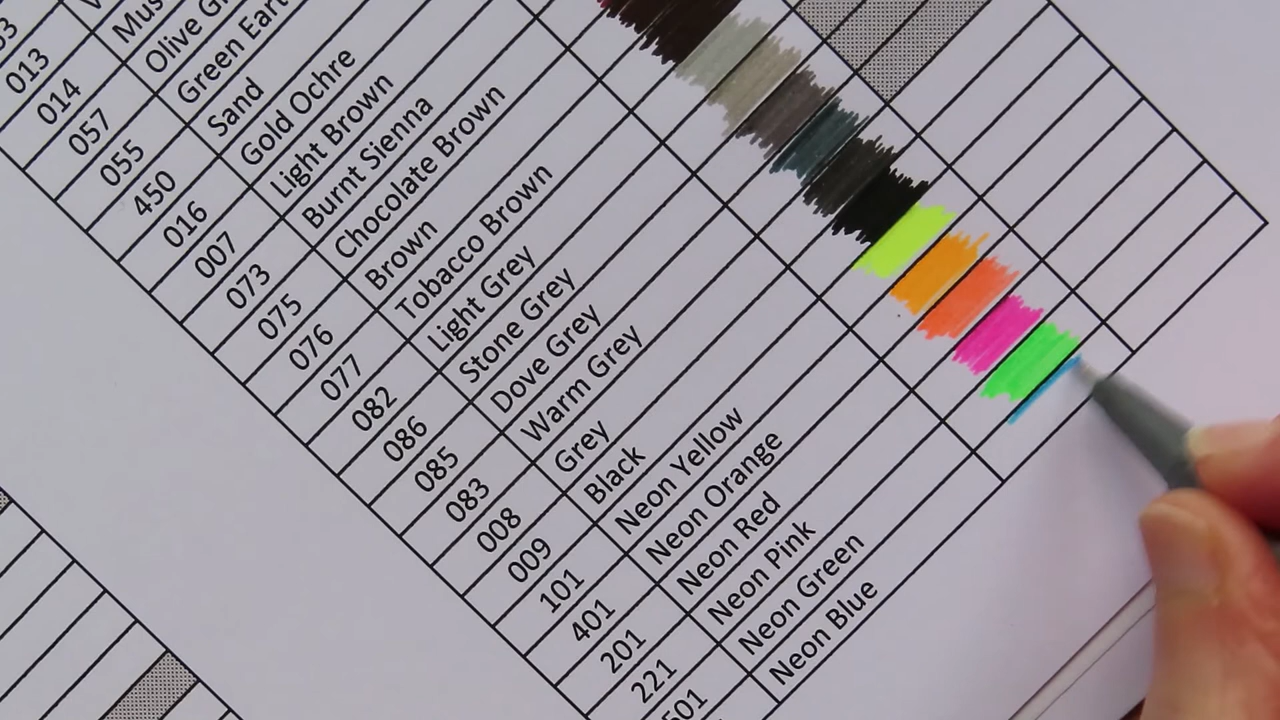 013 V
014 Mus
057 Olive G
055 Green Eart
450 Sand
016 Gold Ochre
007 Light Brown
073 Burnt Sienna
075 Chocolate Brown
076 Brown
077 Tobacco Brown
082 Light Grey
086 Stone Grey
085 Dove Grey
083 Warm Grey
008 Grey
009 Black
101 Neon Yellow
401 Neon Orange
201 Neon Red
221 Neon Pink
501 Neon Green
Neon Blue